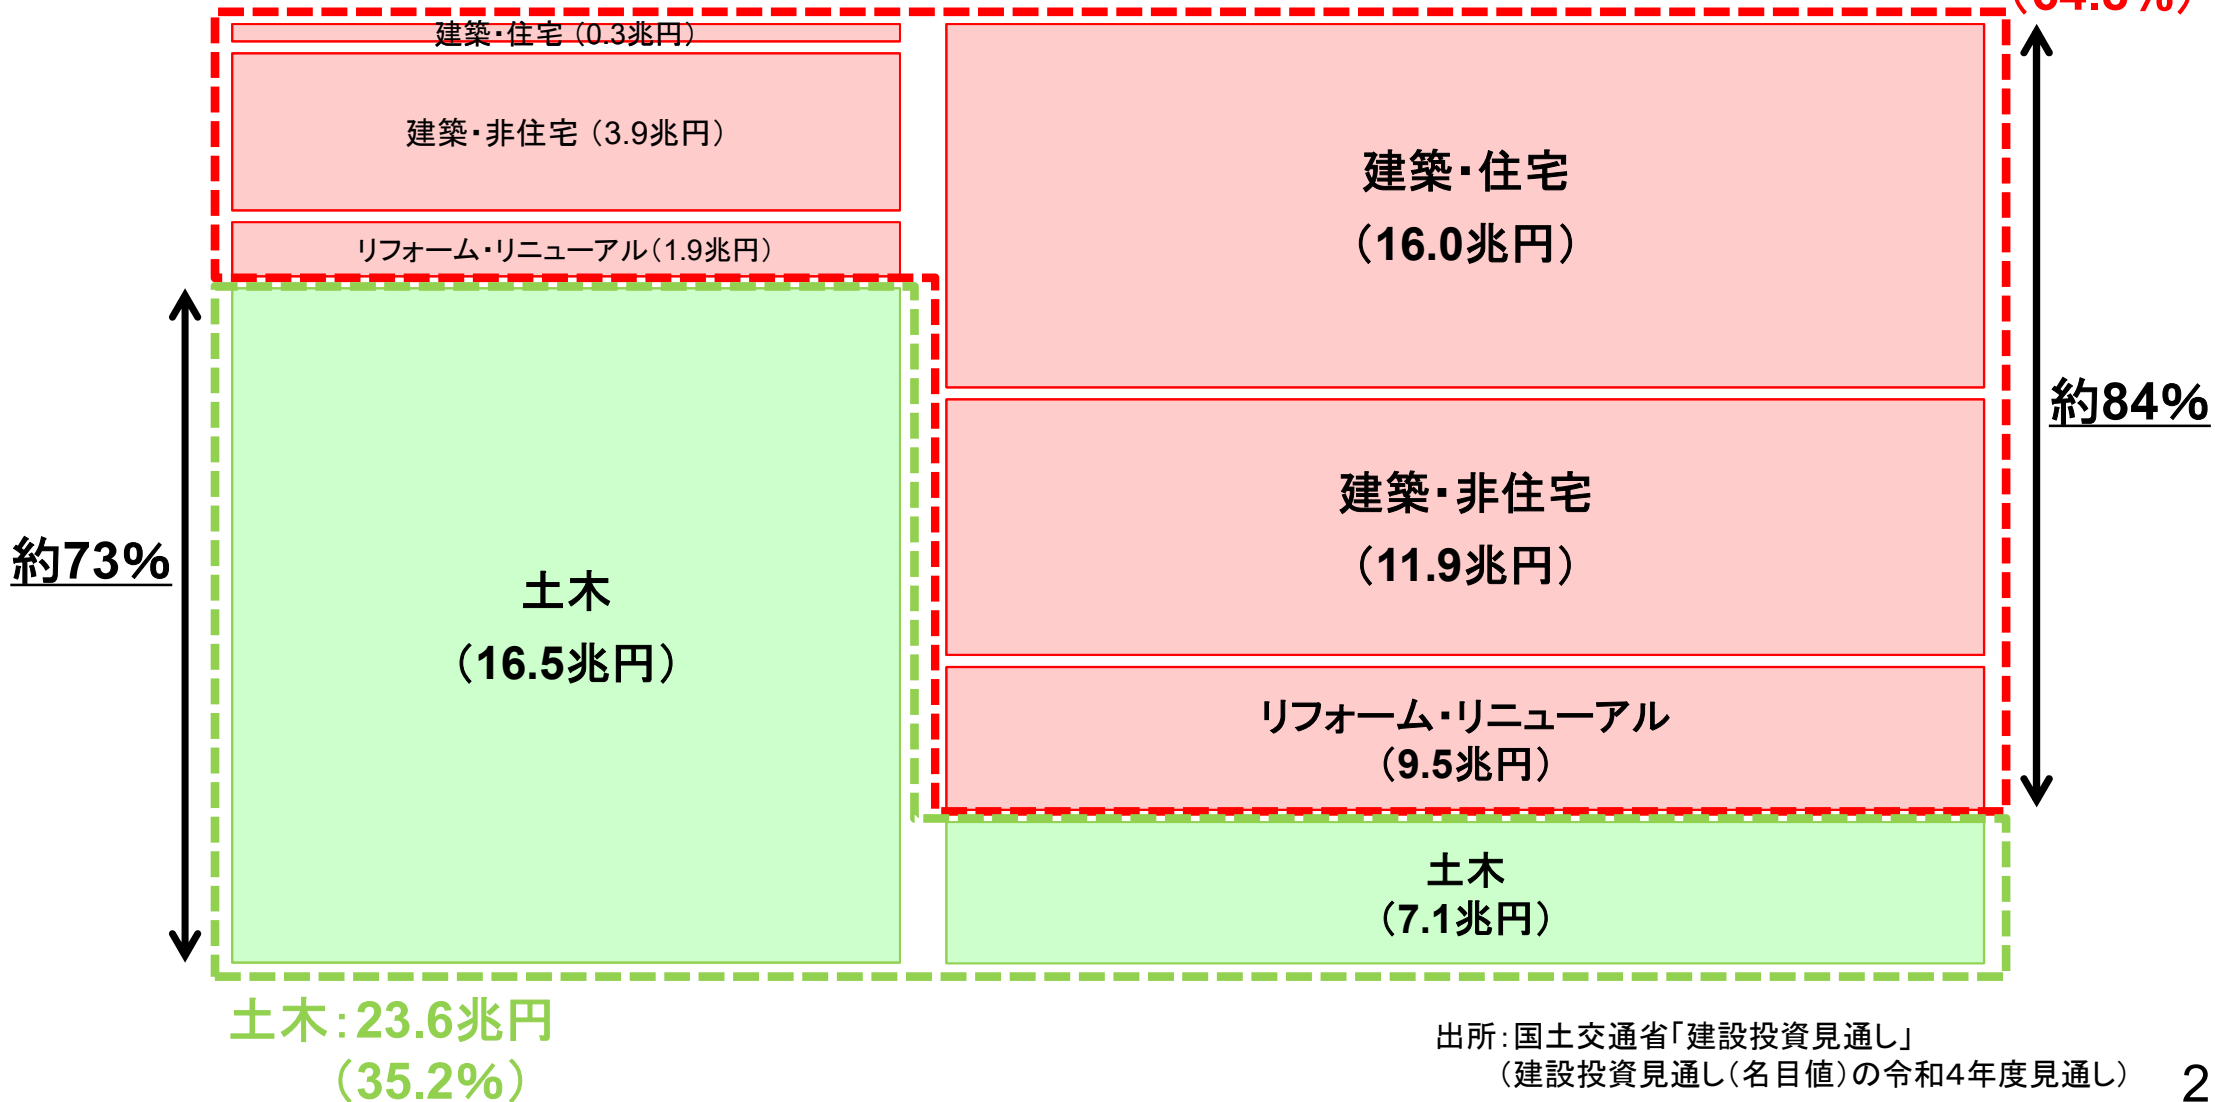 建築・住宅（0.3兆円）
建築・非住宅（3.9兆円）
リフォーム・リニューアル（1.9兆円）
約73%
土木
（16.5兆円）
建築・住宅
（16.0兆円）
建築・非住宅
（11.9兆円）
リフォーム・リニューアル
（9.5兆円）
約84%
土木
（7.1兆円）
土木：23.6兆円
（35.2%）
出所：国土交通省「建設投資見通し」
（建設投資見通し（名目値）の令和4年度見通し）
2